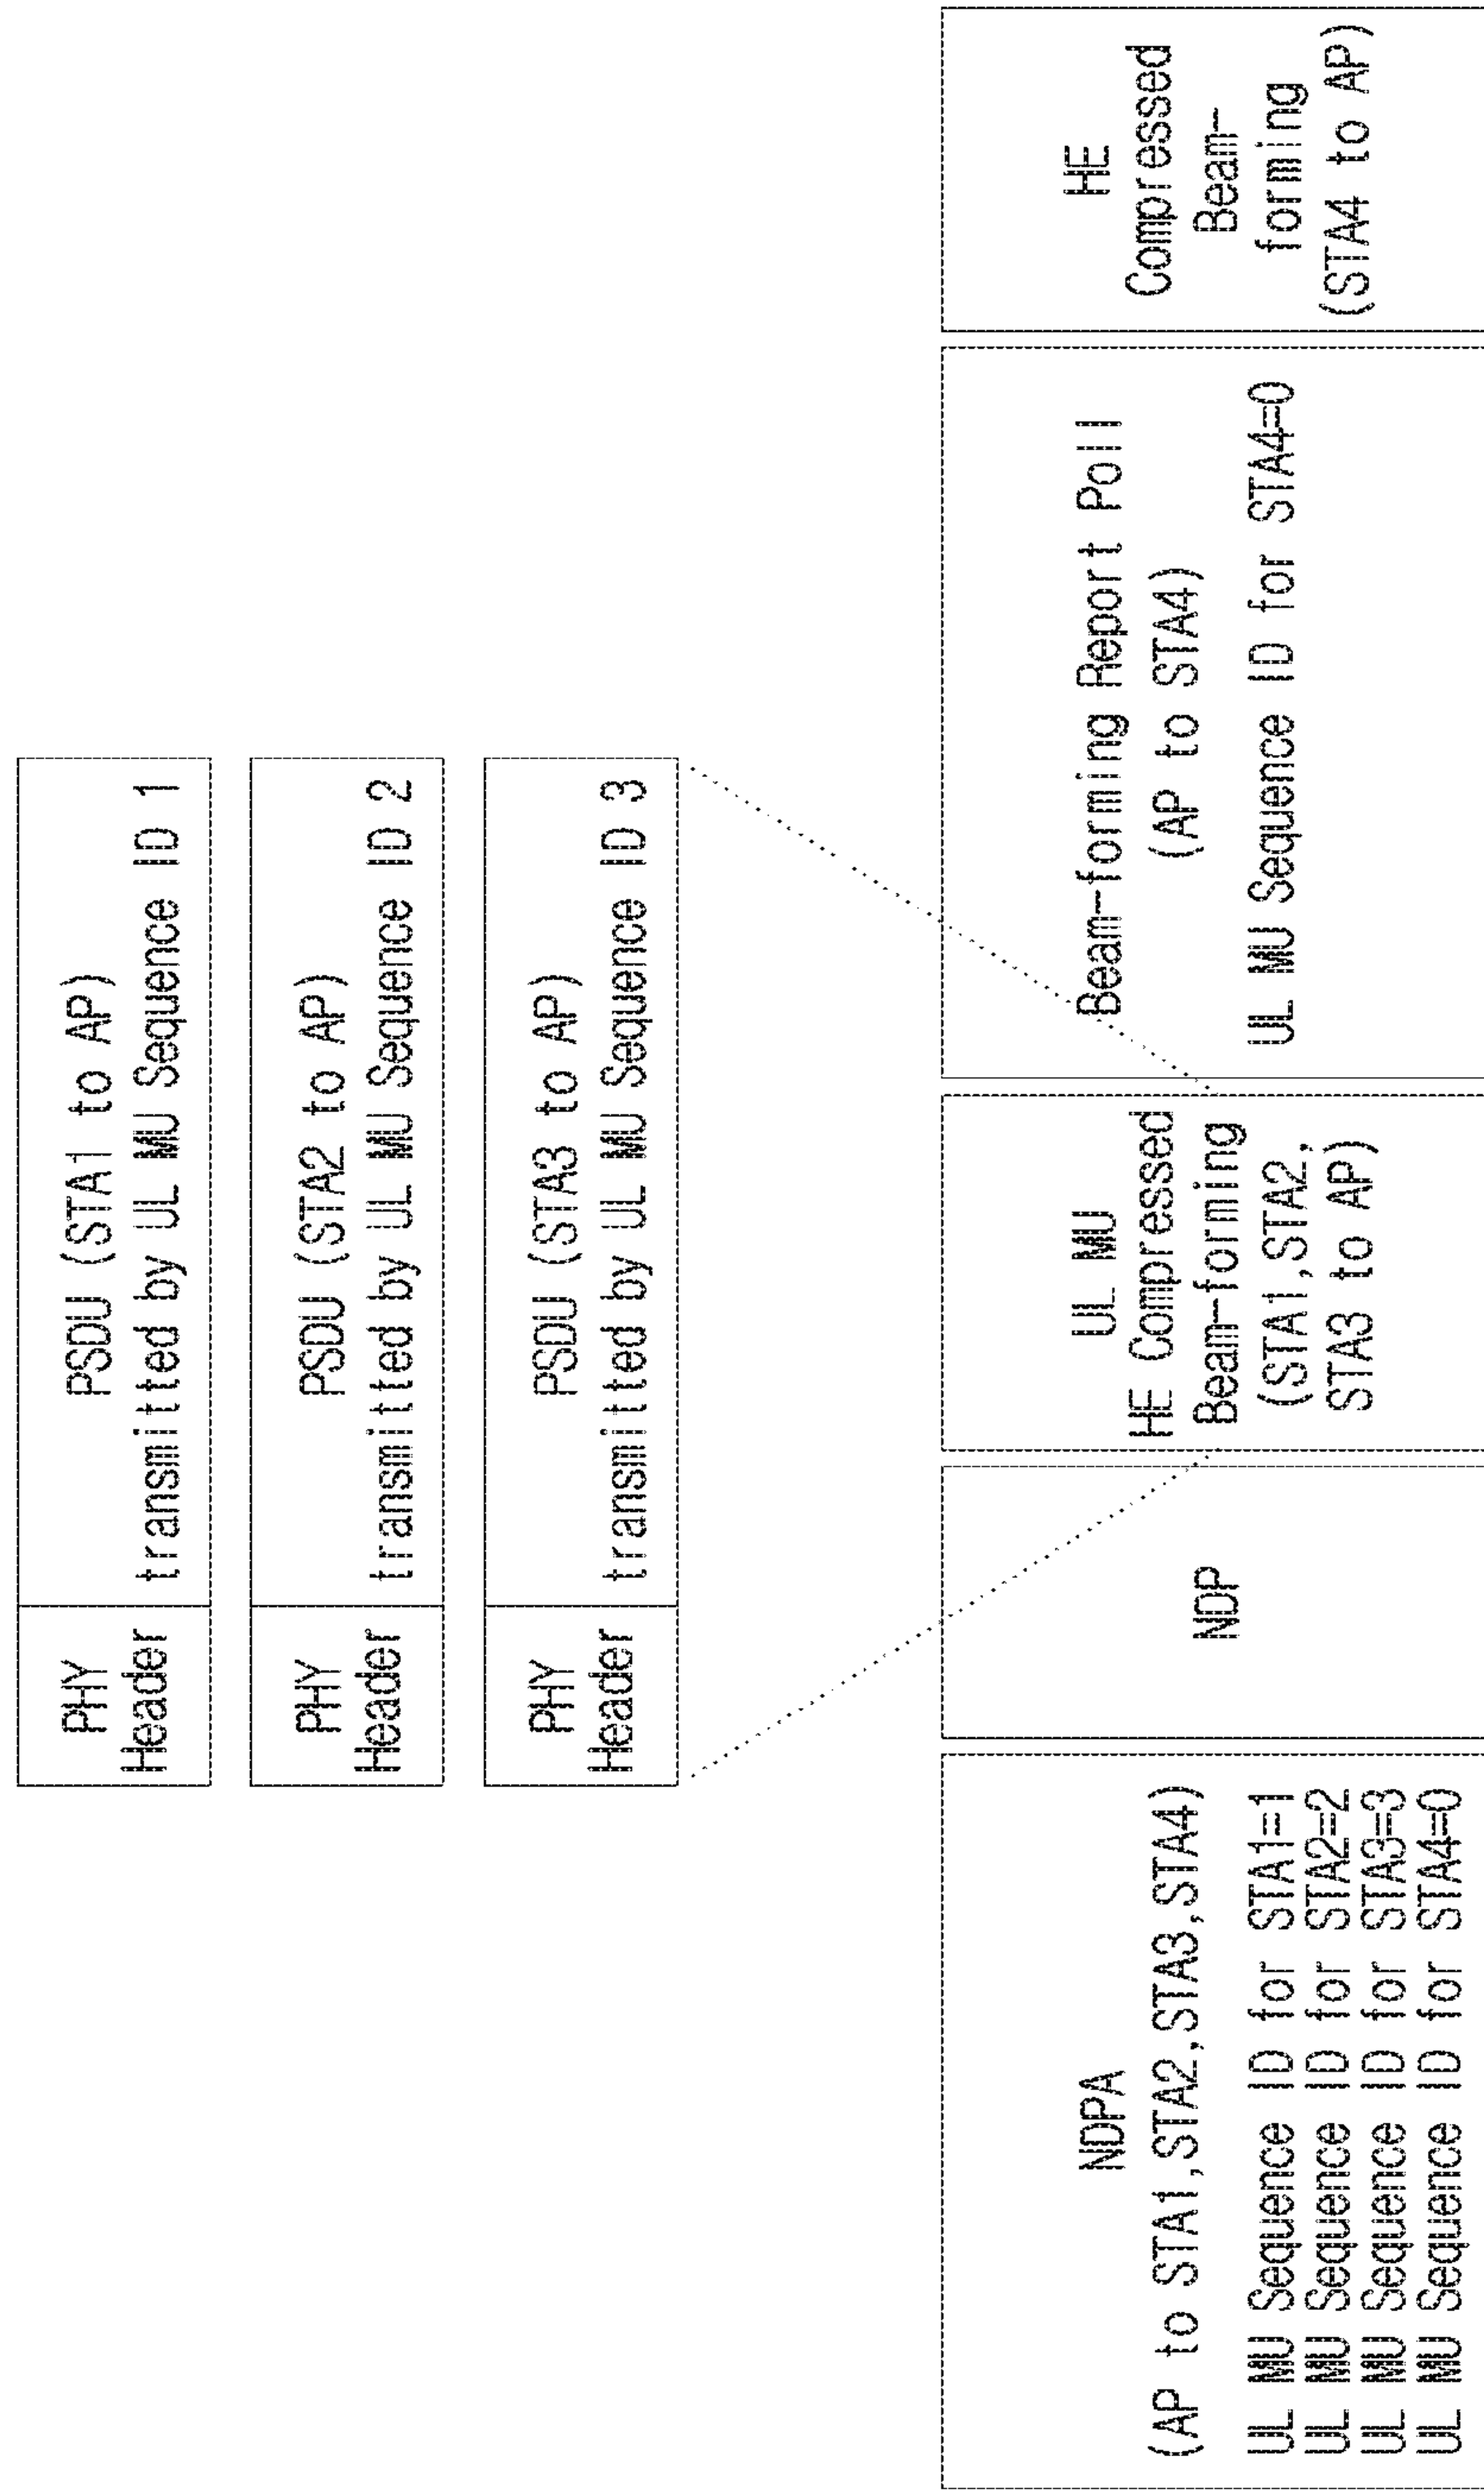 PHY
Header
PSDU (STA1 to AP)
transmitted by UL MU Sequence ID 1
PHY
Header
PSDU (STA2 to AP)
transmitted by UL MU Sequence ID 2
PHY
Header
PSDU (STA3 to AP)
transmitted by UL MU Sequence ID 3
NDPA
(AP to STA1,STA2,STA3,STA4)
UL MU Sequence ID for STA1=1
UL MU Sequence ID for STA2=2
UL MU Sequence ID for STA3=3
UL MU Sequence ID for STA4=0
NDP
UL MU
HE Compressed
Beam-forming
(STA1,STA2,
STA3 to AP)
Beam-forming Report Poll
(AP to STA4)
UL MU Sequence ID for STA4=0
HE
Compressed
Beam-
forming
(STA4 to AP)